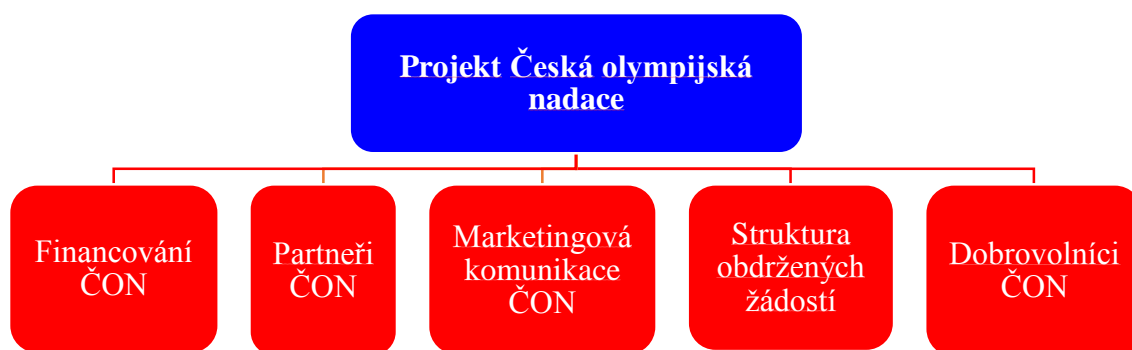 Projekt Česká olympijská
nadace
Financování
ČON
Partneři
ČON
Marketingová
komunikace
ČON
Struktura
obdržených
žádostí
Dobrovolníci
ČON